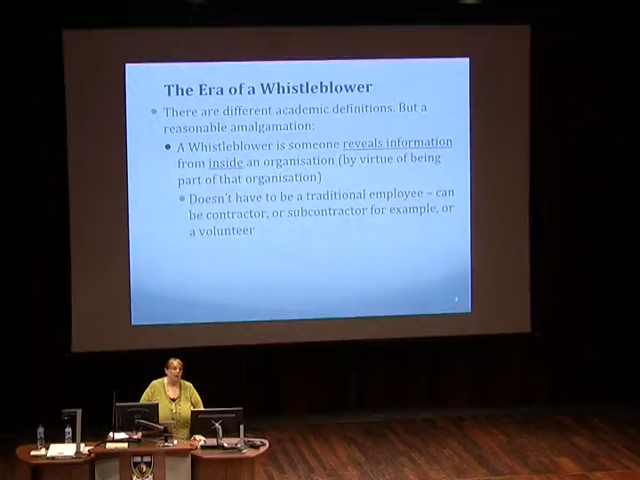 The Era of a Whistleblower
There are different academic definitions. But a
reasonable amalgamation:
A Whistleblower is someone reveals information
from inside an organisation (by virtue of being
part of that organisation)
Doesn't have to be a traditional employee – can
be contractor, or subcontractor for example, or
a volunteer